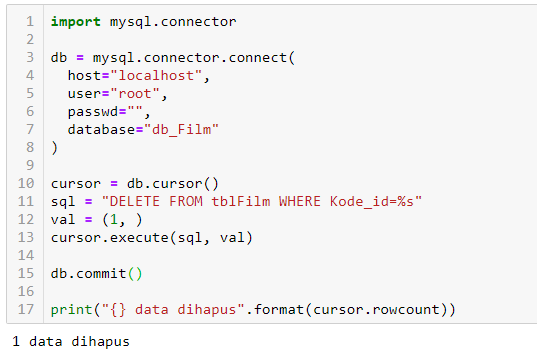 1 import mysql.connector
2
3 db = mysql.connector.connect(
4   host="localhost",
5   user="root",
6   passwd="",
7   database="db_Film"
8 )
9
10 cursor = db.cursor()
11 sql = "DELETE FROM tblFilm WHERE Kode_id=%s"
12 val = (1, )
13 cursor.execute(sql, val)
14
15 db.commit()
16
17 print("{} data dihapus".format(cursor.rowcount))
1 data dihapus